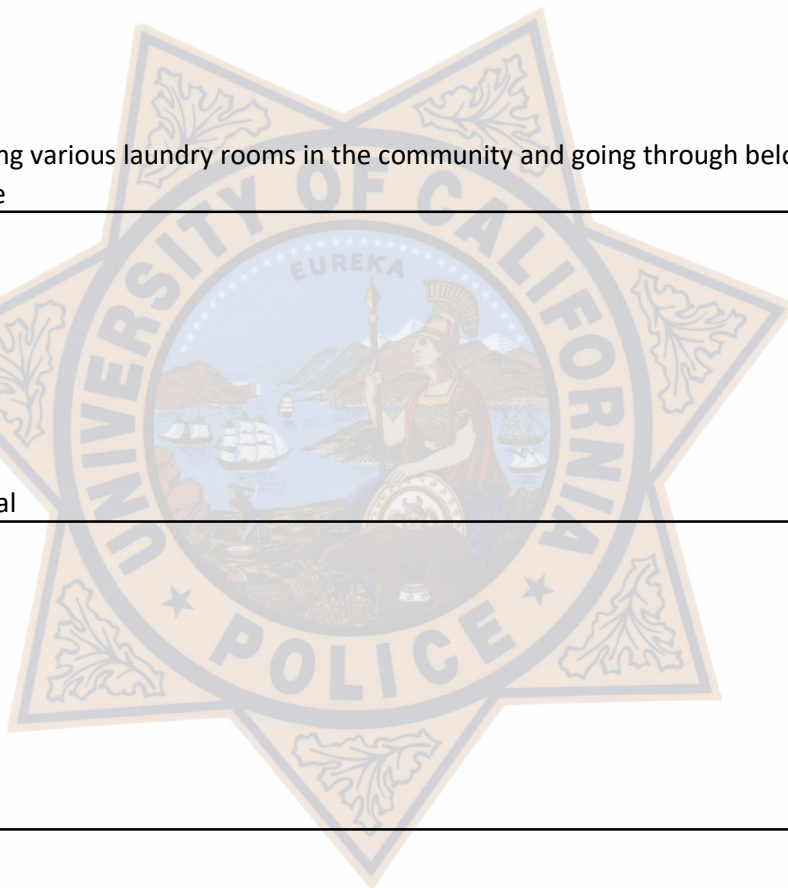 ng various laundry rooms in the community and going through belo
e
UNIVERSITY OF CALIFORNIA
EUREKA
al
POLICE